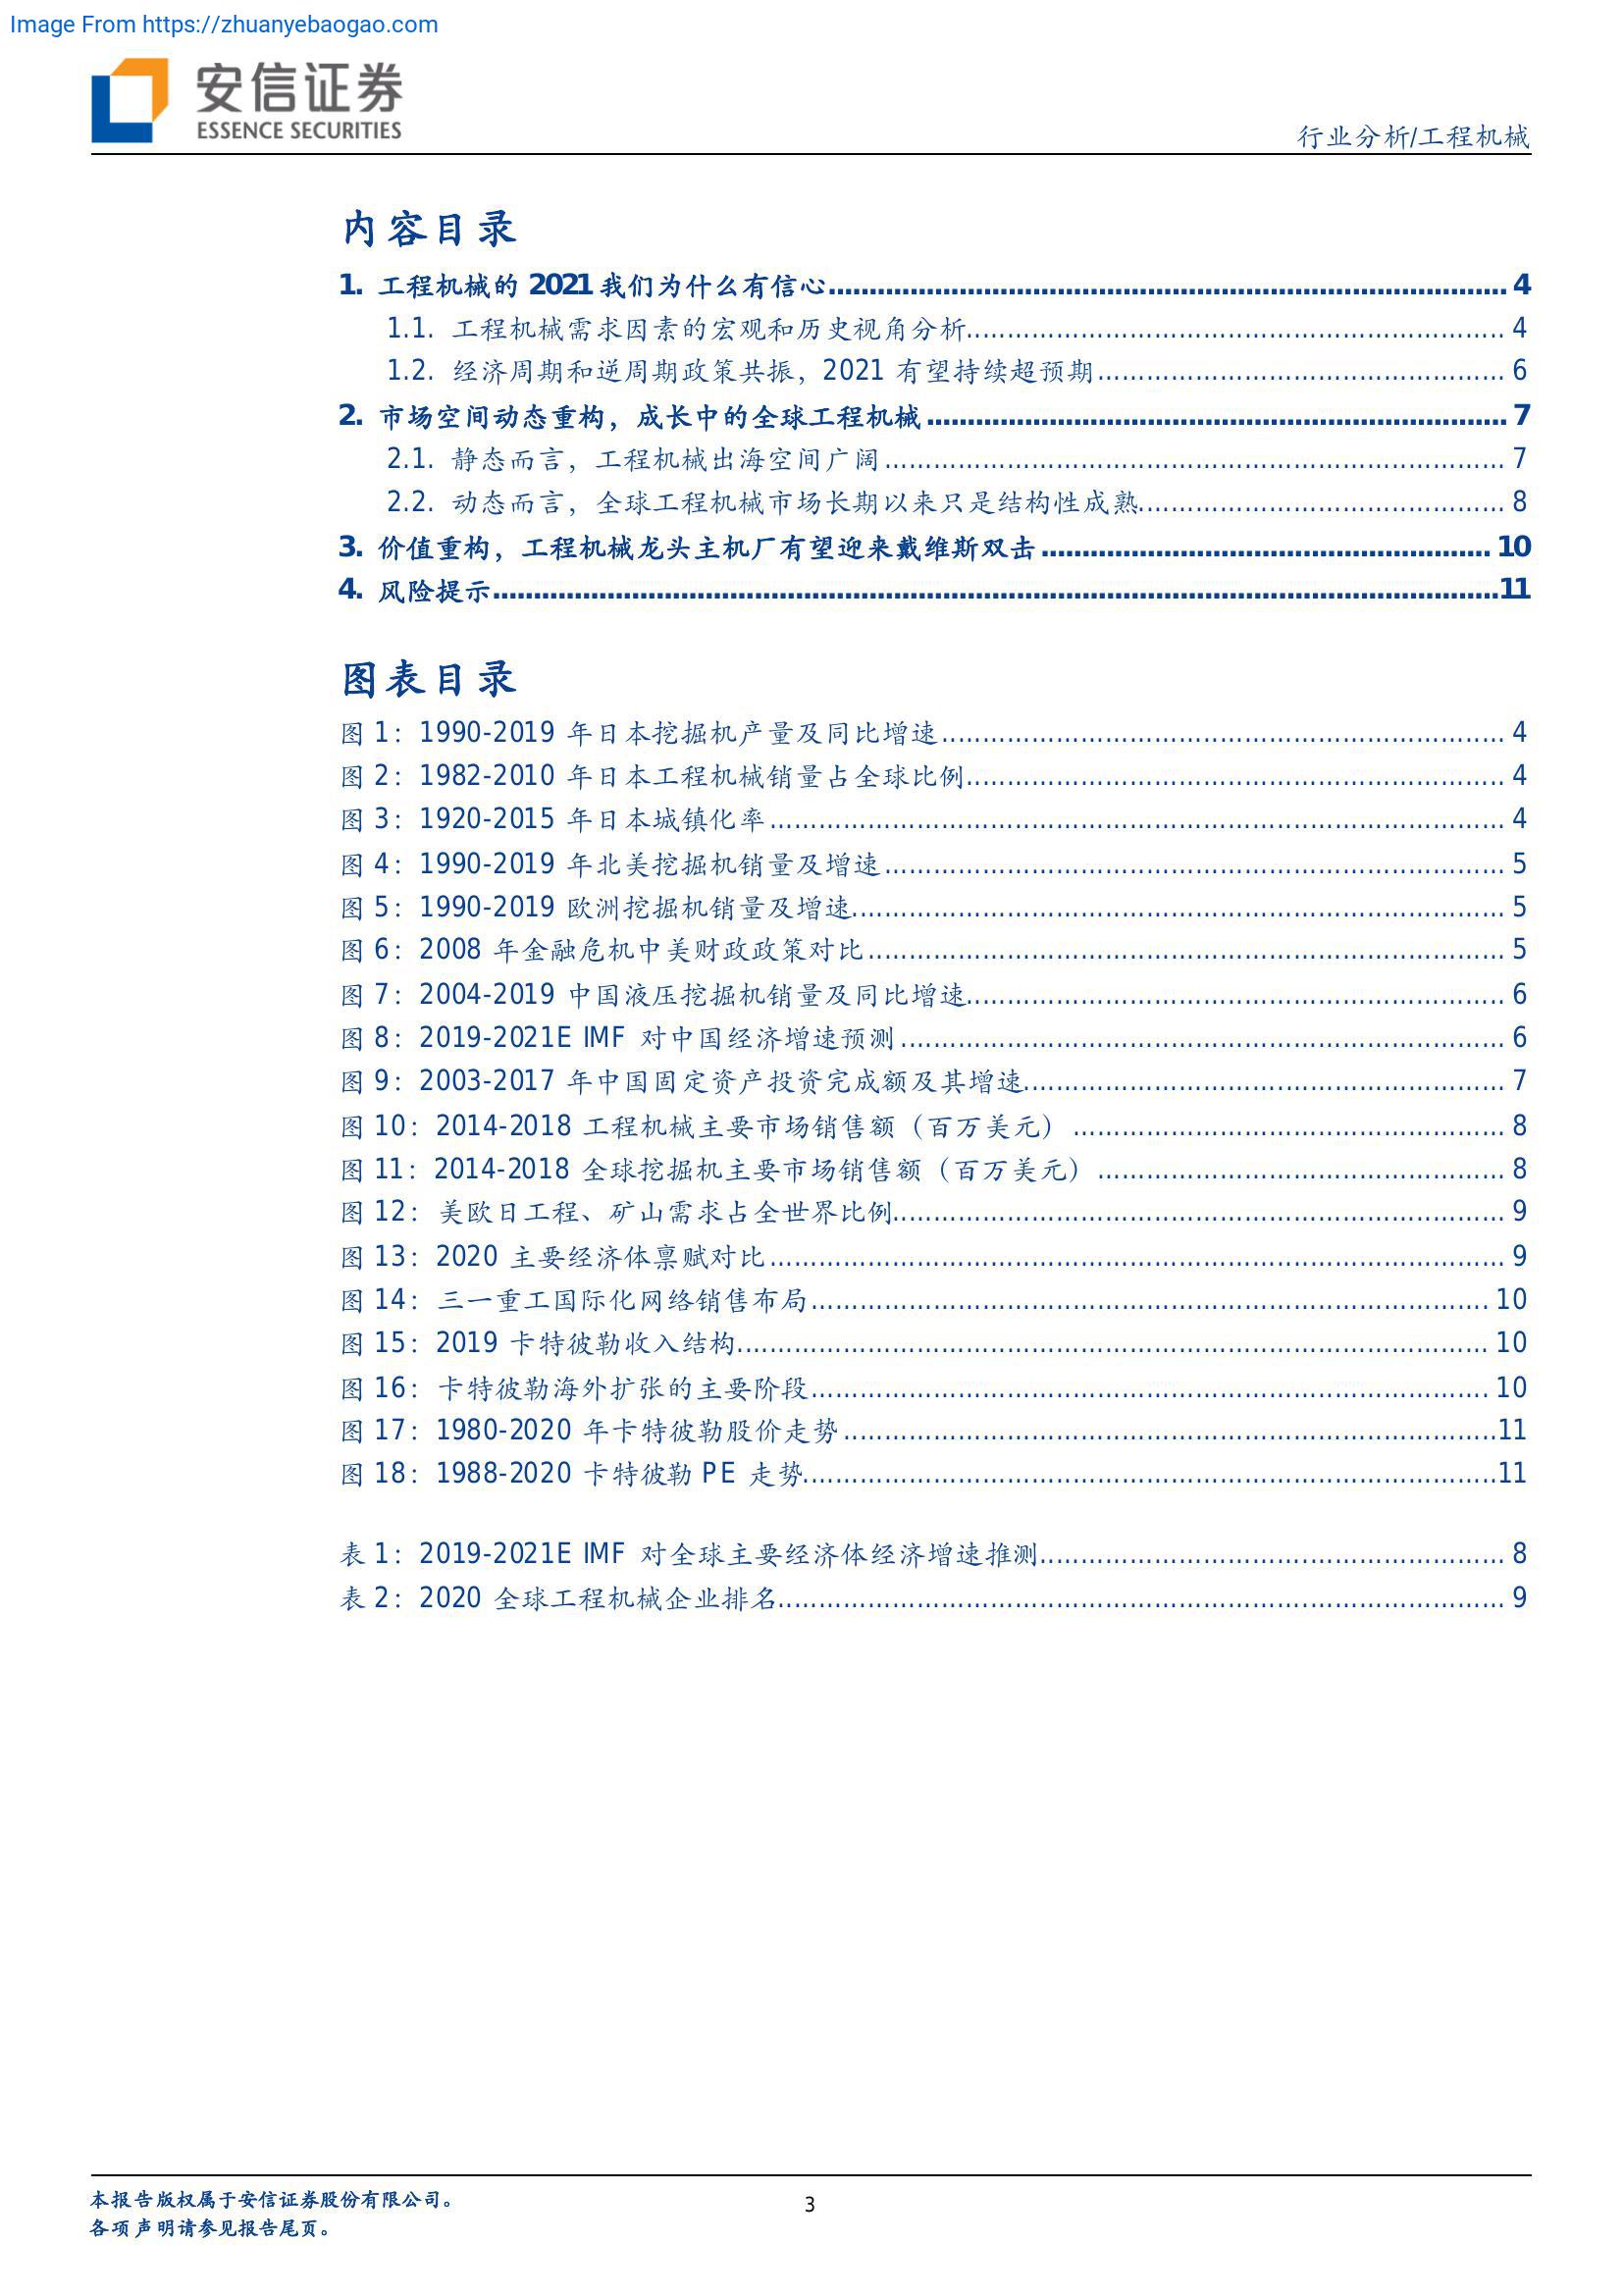 Image From https://zhuanyebaogao.com
安信证券
ESSENCE SECURITIES
行业分析/工程机械
内容目录
1. 工程机械的 2021 我们为什么有信心 4
1.1. 工程机械需求因素的宏观和历史视角分析 4
1.2. 经济周期和逆周期政策共振，2021 有望持续超预期 6
2. 市场空间动态重构，成长中的全球工程机械 7
2.1. 静态而言，工程机械出海空间广阔 7
2.2. 动态而言，全球工程机械市场长期以来只是结构性成熟 8
3. 价值重构，工程机械龙头主机厂有望迎来戴维斯双击 10
4. 风险提示 11
图表目录
图 1：1990-2019 年日本挖掘机产量及同比增速 4
图 2：1982-2010 年日本工程机械销量占全球比例 4
图 3：1920-2015 年日本城镇化率 4
图 4：1990-2019 年北美挖掘机销量及增速 5
图 5：1990-2019 欧洲挖掘机销量及增速 5
图 6：2008 年金融危机中美财政政策对比 5
图 7：2004-2019 中国液压挖掘机销量及同比增速 6
图 8：2019-2021E IMF 对中国经济增速预测 6
图 9：2003-2017 年中国固定资产投资完成额及其增速 7
图 10：2014-2018 工程机械主要市场销售额（百万美元） 8
图 11：2014-2018 全球挖掘机主要市场销售额（百万美元） 8
图 12：美欧日工程、矿山需求占全世界比例 9
图 13：2020 主要经济体禀赋对比 9
图 14：三一重工国际化网络销售布局 10
图 15：2019 卡特彼勒收入结构 10
图 16：卡特彼勒海外扩张的主要阶段 10
图 17：1980-2020 年卡特彼勒股价走势 11
图 18：1988-2020 卡特彼勒 PE 走势 11
表 1：2019-2021E IMF 对全球主要经济体经济增速推测 8
表 2：2020 全球工程机械企业排名 9
本报告版权属于安信证券股份有限公司。
各项声明请参见报告尾页。
3